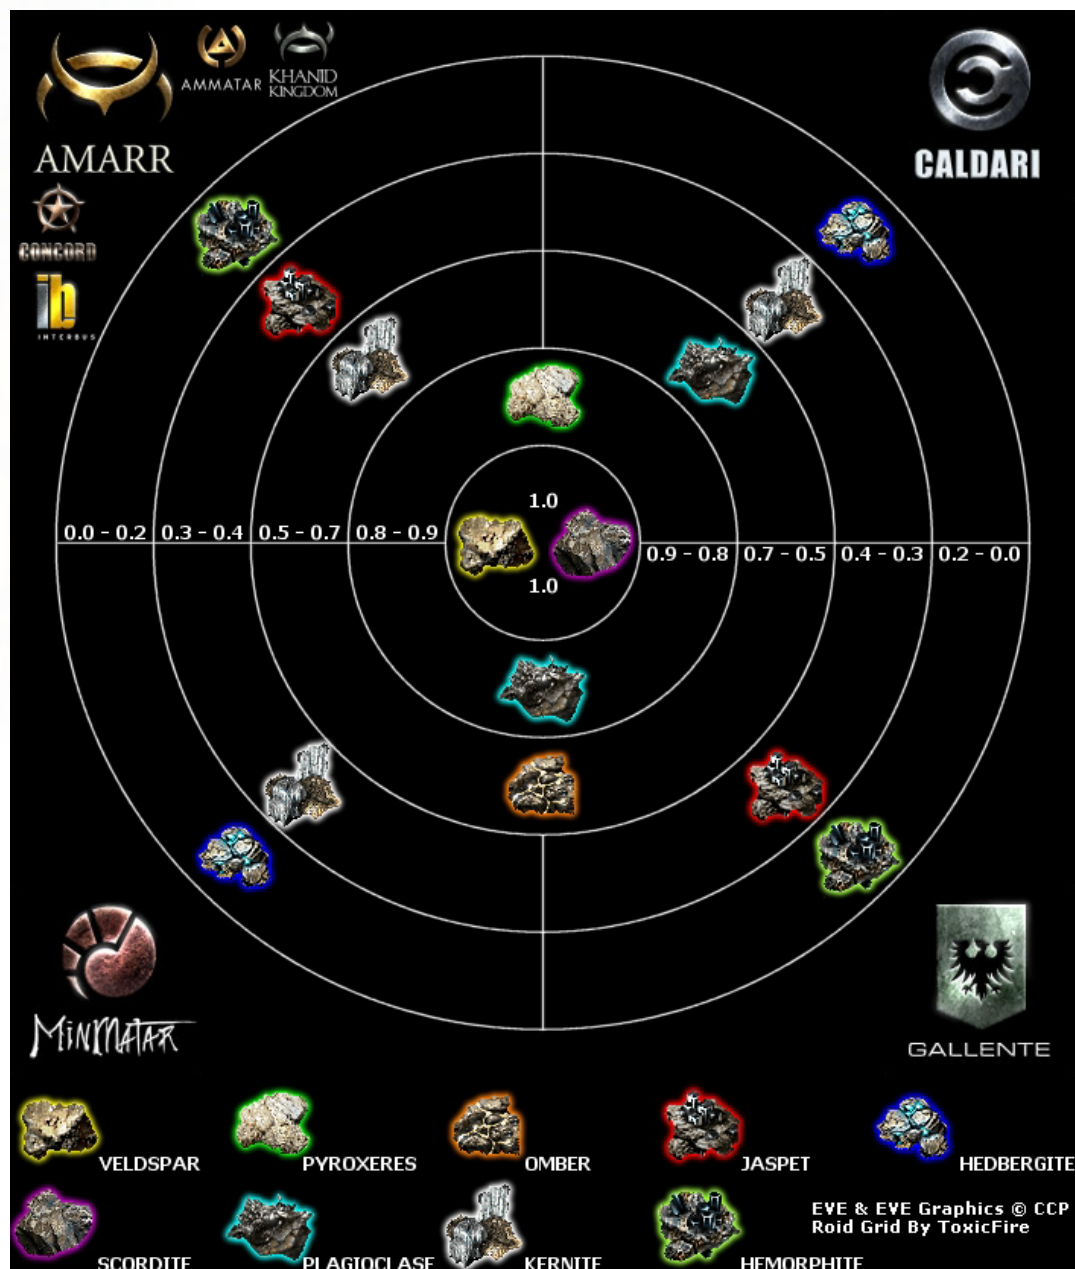 AMMATAR
KHANID
KINGDOM
AMARR
CALDARI
CONCORD
ib
INTERBUS
1.0
0.0 - 0.2
0.3 - 0.4
0.5 - 0.7
0.8 - 0.9
0.9 - 0.8
0.7 - 0.5
0.4 - 0.3
0.2 - 0.0
1.0
MINMATAR
GALLENTE
VELDSPAR
PYROXERES
OMBER
JASPET
HEDBERGITE
SCORDITE
PLAGIOCLASE
KERNITE
HEMORPHITE
EVE & EVE Graphics © CCP
Roid Grid By ToxicFire